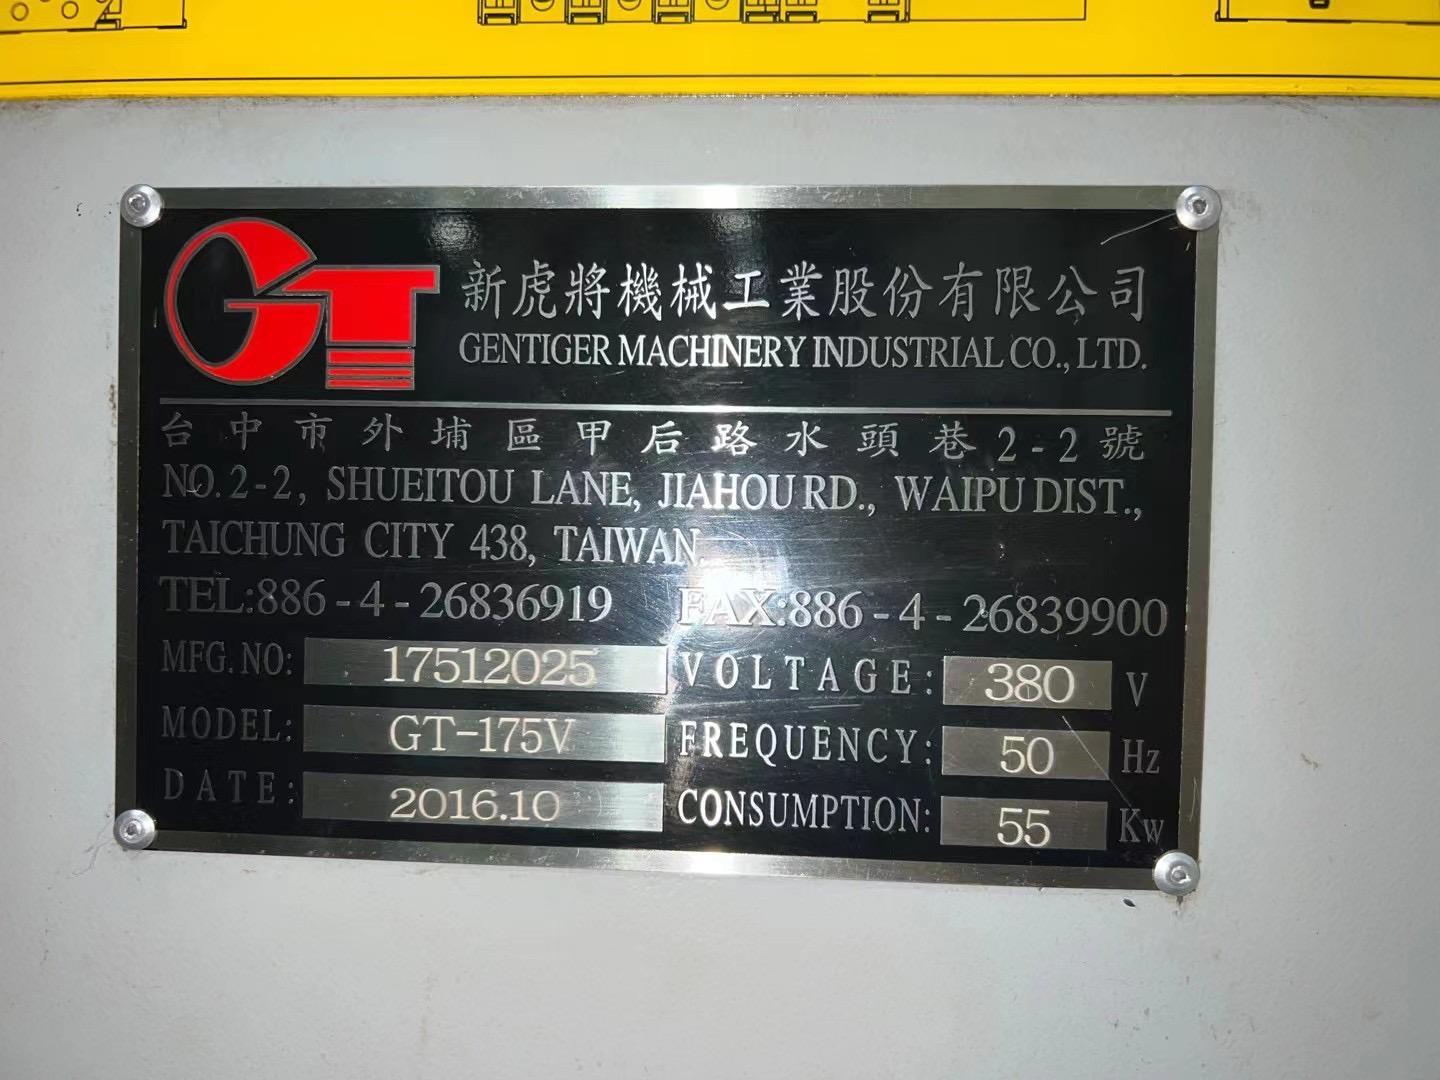 GT
新虎將機械工業股份有限公司
GENTIGER MACHINERY INDUSTRIAL CO., LTD.
台中市外埔區甲后路水頭巷2-2號
NO.2-2, SHUEITOU LANE, JIAHOU RD., WAIPU DIST.,
TAICHUNG CITY 438, TAIWAN.
TEL:886-4-26836919 FAX:886-4-26839900
MFG.NO: 17512025 VOLTAGE: 380 V
MODEL: GT-175V FREQUENCY: 50 Hz
DATE: 2016.10 CONSUMPTION: 55 Kw